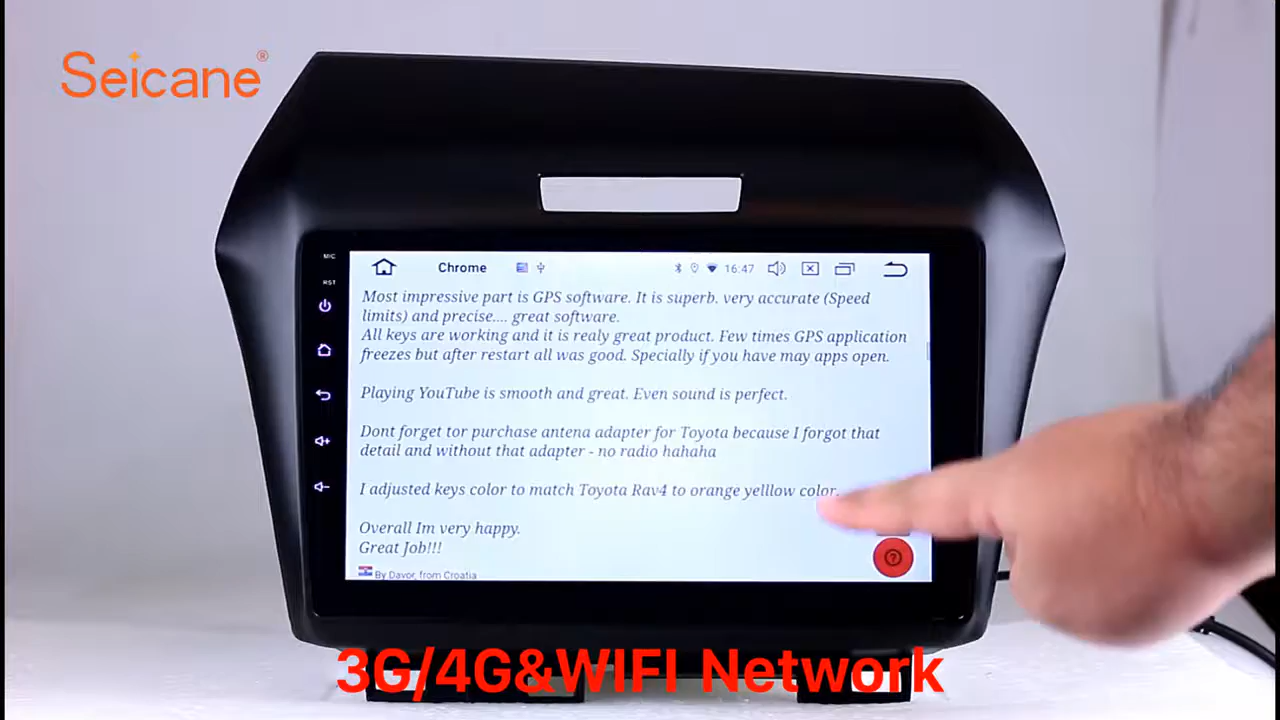 Seicane®
MIC
RST
Chrome
16:47
Most impressive part is GPS software. It is superb. very accurate (Speed
limits) and precise.... great software.
All keys are working and it is realy great product. Few times GPS application
freezes but after restart all was good. Specially if you have may apps open.
Playing YouTube is smooth and great. Even sound is perfect.
Dont forget tor purchase antena adapter for Toyota because I forgot that
detail and without that adapter - no radio hahaha
I adjusted keys color to match Toyota Rav4 to orange yelllow color.
Overall Im very happy.
Great Job!!!
By Davor, from Croatia
3G/4G&WIFI Network